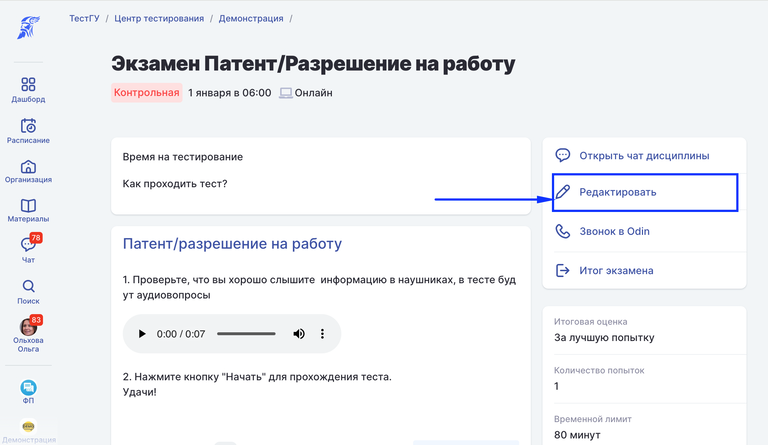 ТестГУ / Центр тестирования / Демонстрация /
Экзамен Патент/Разрешение на работу
Контрольная 1 января в 06:00 Онлайн
Дашборд
Расписание
Организация
Материалы
78
Чат
Поиск
83
Ольхова
Ольга
ФП
Демонстрация
Время на тестирование
Как проходить тест?
Патент/разрешение на работу
1. Проверьте, что вы хорошо слышите информацию в наушниках, в тесте буд
ут аудиовопросы
0:00 / 0:07
2. Нажмите кнопку "Начать" для прохождения теста.
Удачи!
Открыть чат дисциплины
Редактировать
Звонок в Odin
Итог экзамена
Итоговая оценка
За лучшую попытку
Количество попыток
1
Временной лимит
80 минут